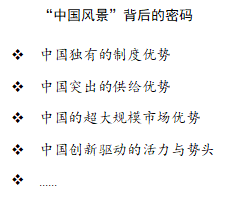 “中国风景”背后的密码
❖ 中国独有的制度优势
❖ 中国突出的供给优势
❖ 中国的超大规模市场优势
❖ 中国创新驱动的活力与势头
❖ ……